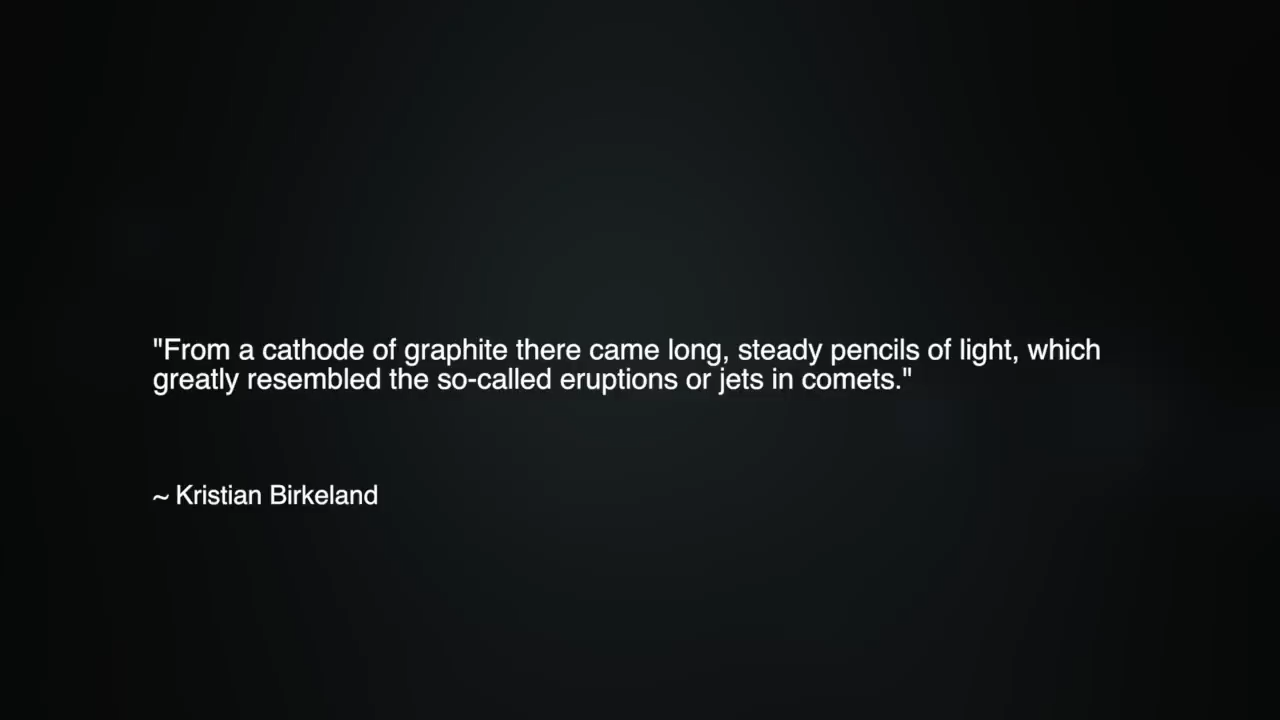 "From a cathode of graphite there came long, steady pencils of light, which
greatly resembled the so-called eruptions or jets in comets."
~ Kristian Birkeland